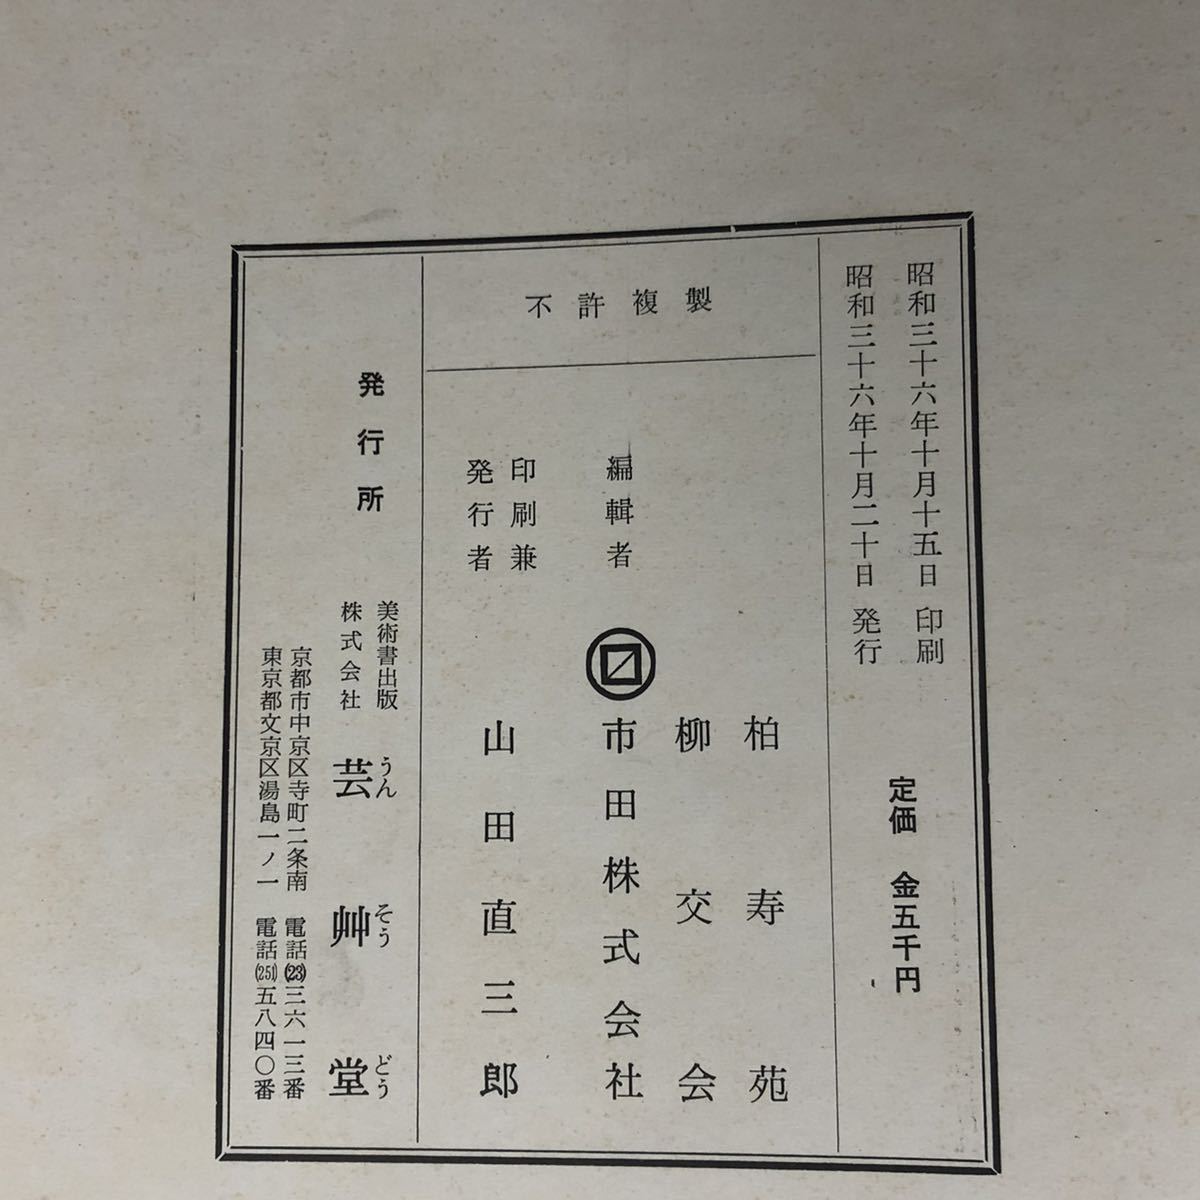 昭和三十六年十月十五日 印刷
昭和三十六年十月二十日 発行
定価 金五千円
不許複製
編輯者
柏寿苑
柳交会
市田株式会社
印刷兼
発行者
山田直三郎
発行所
美術書出版
株式会社
芸艸堂
うんそうどう
京都市中京区寺町二条南 電話(23)三六一三番
東京都文京区湯島一ノ一 電話(251)五八四〇番